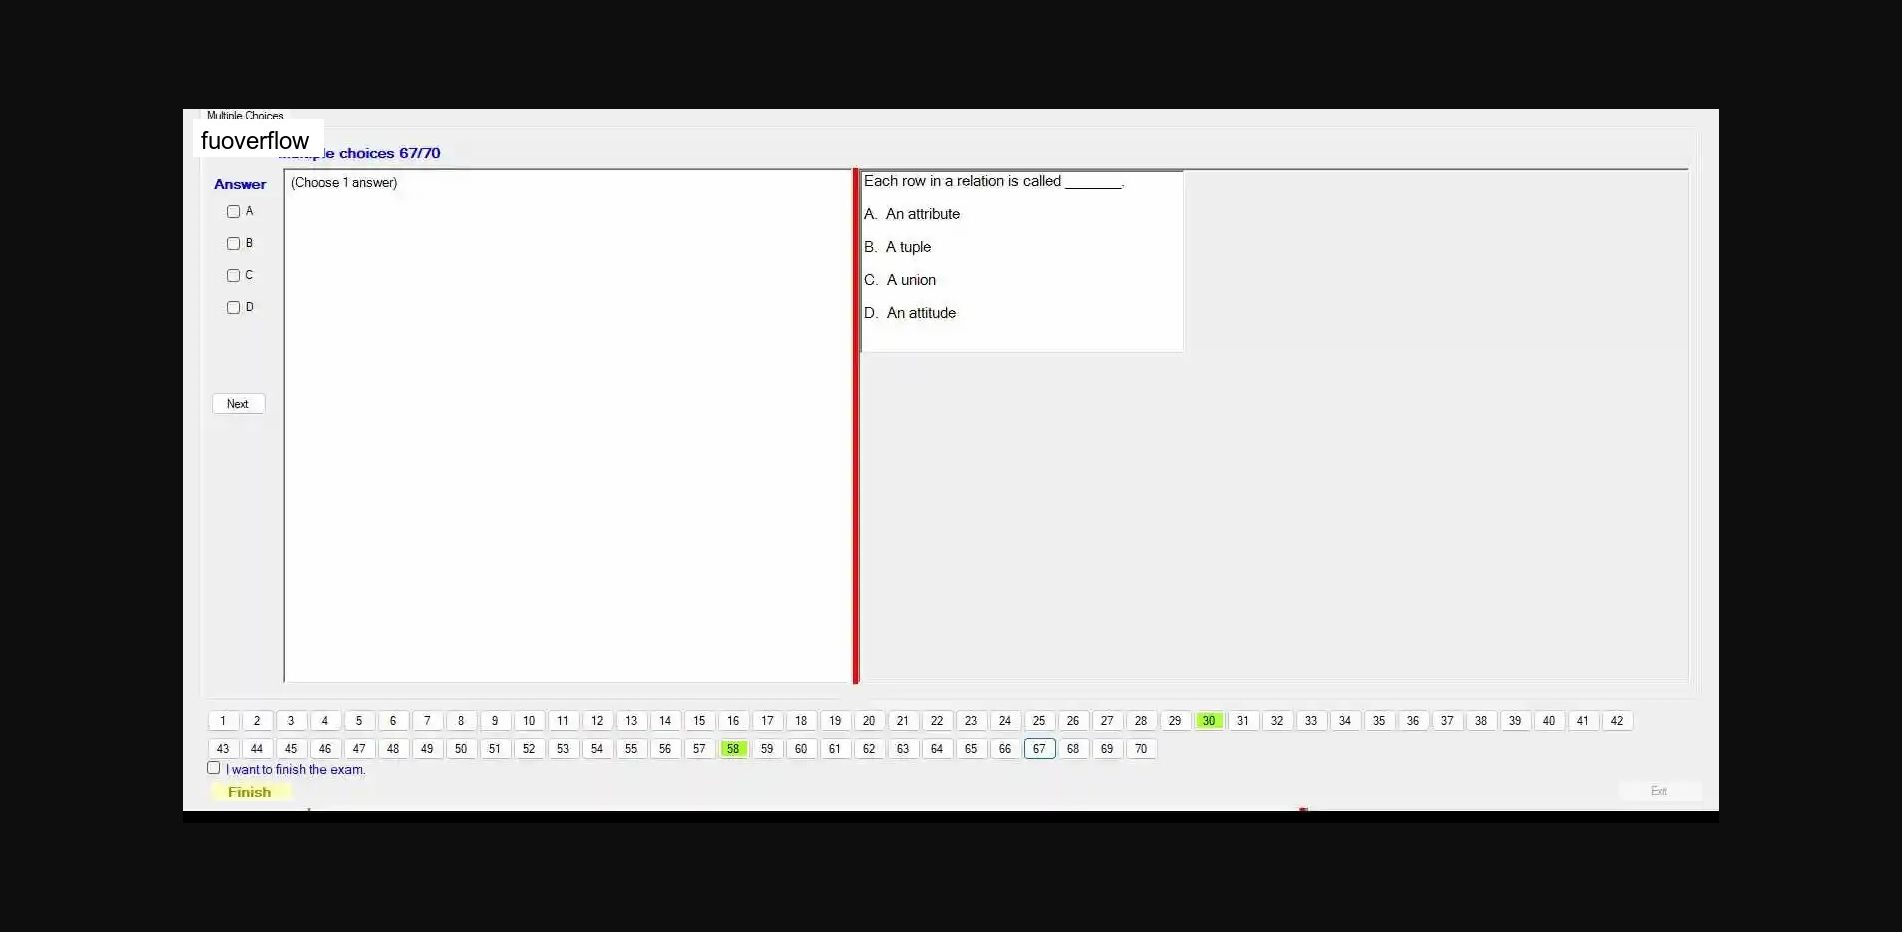 Multiple Choices
fuoverflow
choices 67/70
Answer
(Choose 1 answer)
A
B
C
D
Next
Each row in a relation is called _______.
A. An attribute
B. A tuple
C. A union
D. An attitude
1 2 3 4 5 6 7 8 9 10 11 12 13 14 15 16 17 18 19 20 21 22 23 24 25 26 27 28 29 30 31 32 33 34 35 36 37 38 39 40 41 42
43 44 45 46 47 48 49 50 51 52 53 54 55 56 57 58 59 60 61 62 63 64 65 66 67 68 69 70
I want to finish the exam.
Finish
Exit